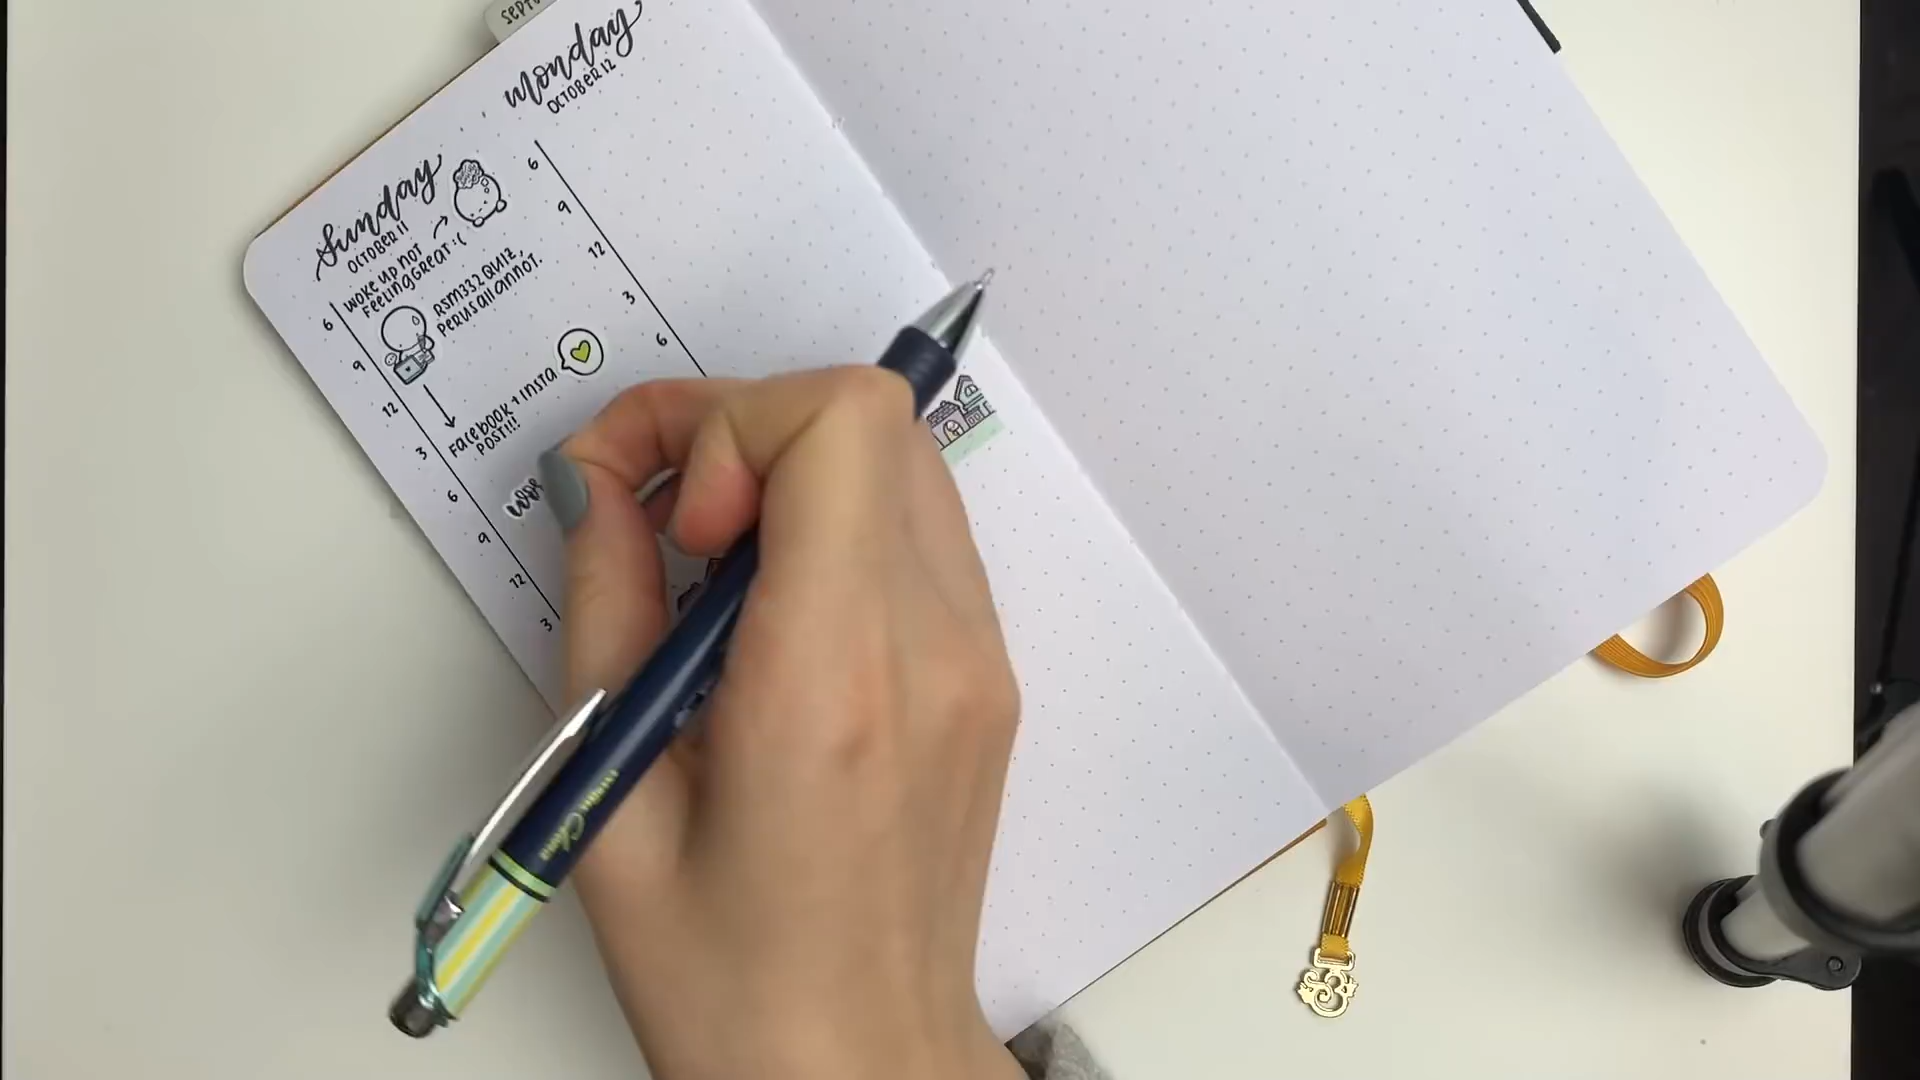 Sunday
OCTOBER 11
WOKE UP NOT
FEELING GREAT :(
RSM332 QUIZ,
PERUSALL ANNOT.
FACEBOOK + INSTA
POST!!!
6
9
12
3
6
9
12
3
Monday
OCTOBER 12
6
9
12
3
6